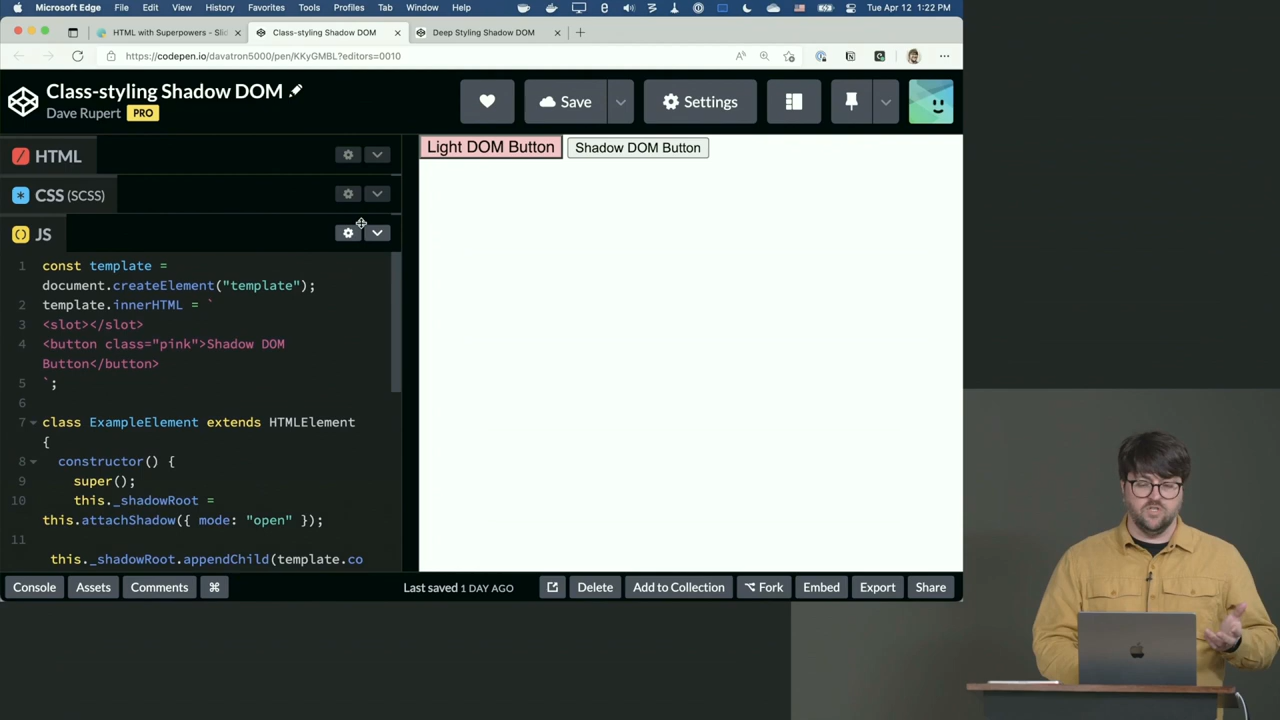 Microsoft Edge File Edit View History Favorites Tools Profiles Tab Window Help Tue Apr 12 1:22 PM
HTML with Superpowers - Slid Class-styling Shadow DOM Deep Styling Shadow DOM
https://codepen.io/davatron5000/pen/KKyGMBL?editors=0010
Class-styling Shadow DOM
Dave Rupert PRO
Save Settings
HTML
CSS (SCSS)
JS
Light DOM Button Shadow DOM Button
1 const template =
document.createElement("template");
2 template.innerHTML = `
3 <slot></slot>
4 <button class="pink">Shadow DOM
Button</button>
5 `;
6
7 class ExampleElement extends HTMLElement
{
8 constructor() {
9 super();
10 this._shadowRoot =
this.attachShadow({ mode: "open" });
11
this._shadowRoot.appendChild(template.co
Console Assets Comments ⌘ Last saved 1 DAY AGO Delete Add to Collection Fork Embed Export Share